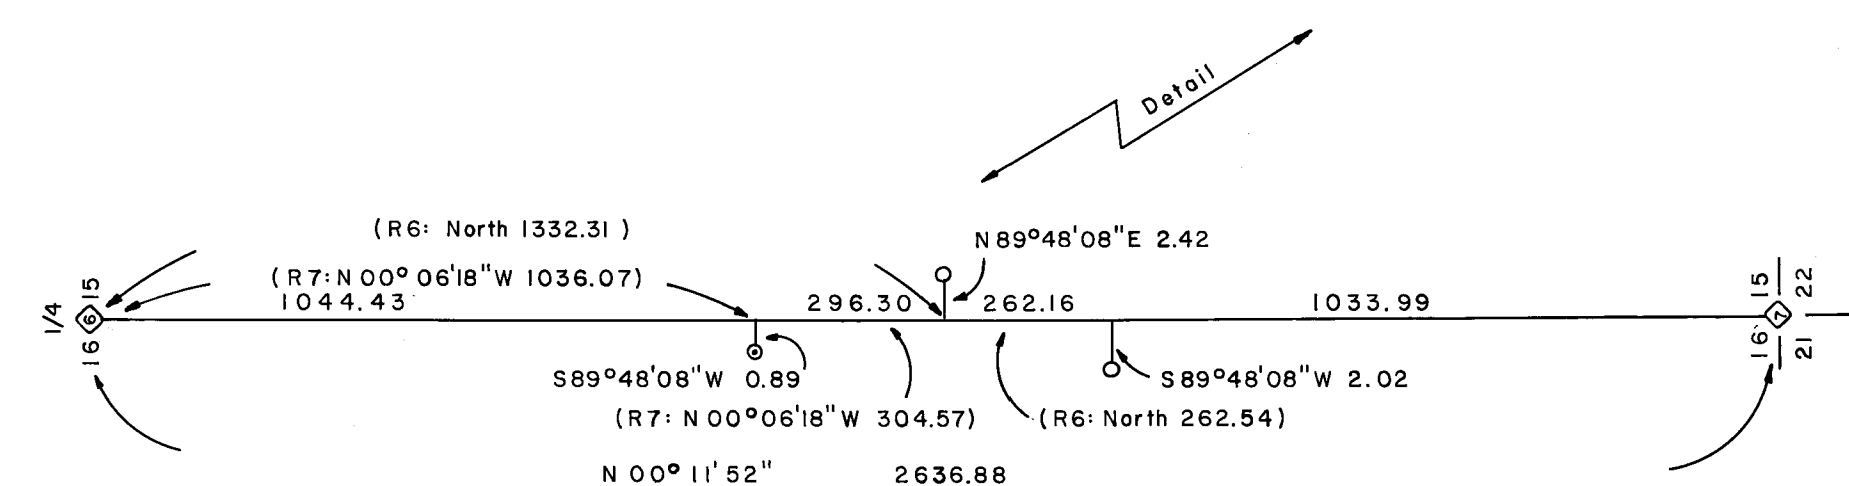 Detail
(R6: North 1332.31 )
N 89°48'08"E 2.42
(R7:N 00° 06'18"W 1036.07)
1044.43
296.30
262.16
1033.99
1/4
16
15
6
15
22
16
21
7
S89°48'08"W 0.89
S89°48'08"W 2.02
(R7: N 00°06'18"W 304.57)
(R6: North 262.54)
N 00° 11'52"
2636.88